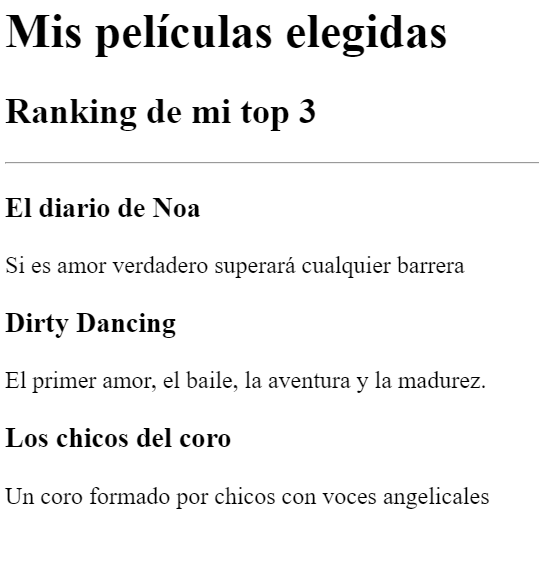 Mis películas elegidas
Ranking de mi top 3
El diario de Noa
Si es amor verdadero superará cualquier barrera
Dirty Dancing
El primer amor, el baile, la aventura y la madurez.
Los chicos del coro
Un coro formado por chicos con voces angelicales